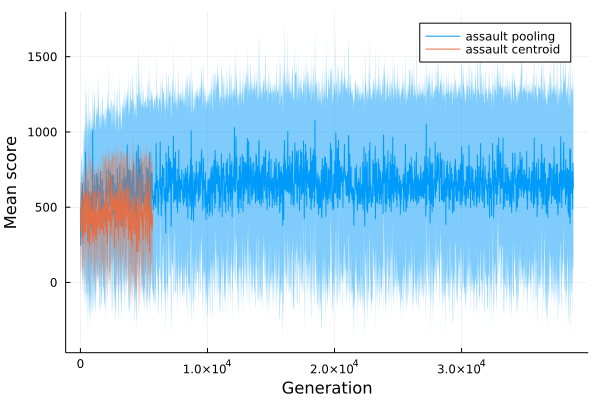 assault pooling
assault centroid
1500
1000
500
0
Mean score
0
1.0×10⁴
2.0×10⁴
3.0×10⁴
Generation